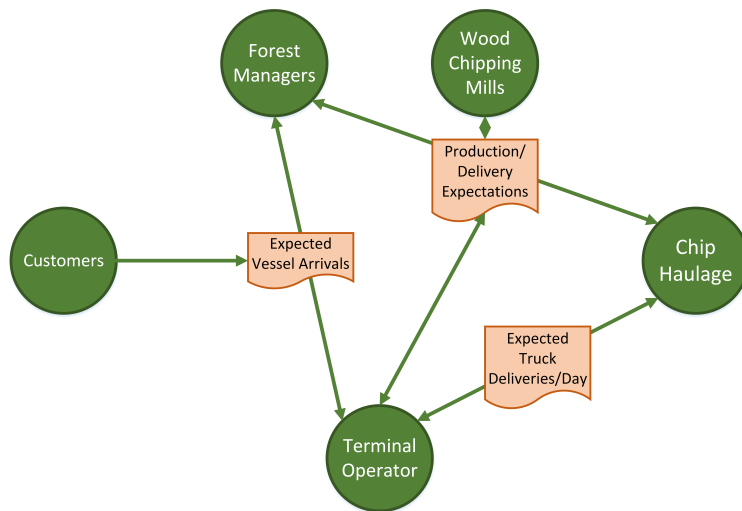 Forest
Managers
Wood
Chipping
Mills
Production/
Delivery
Expectations
Customers
Expected
Vessel Arrivals
Chip
Haulage
Expected
Truck
Deliveries/Day
Terminal
Operator